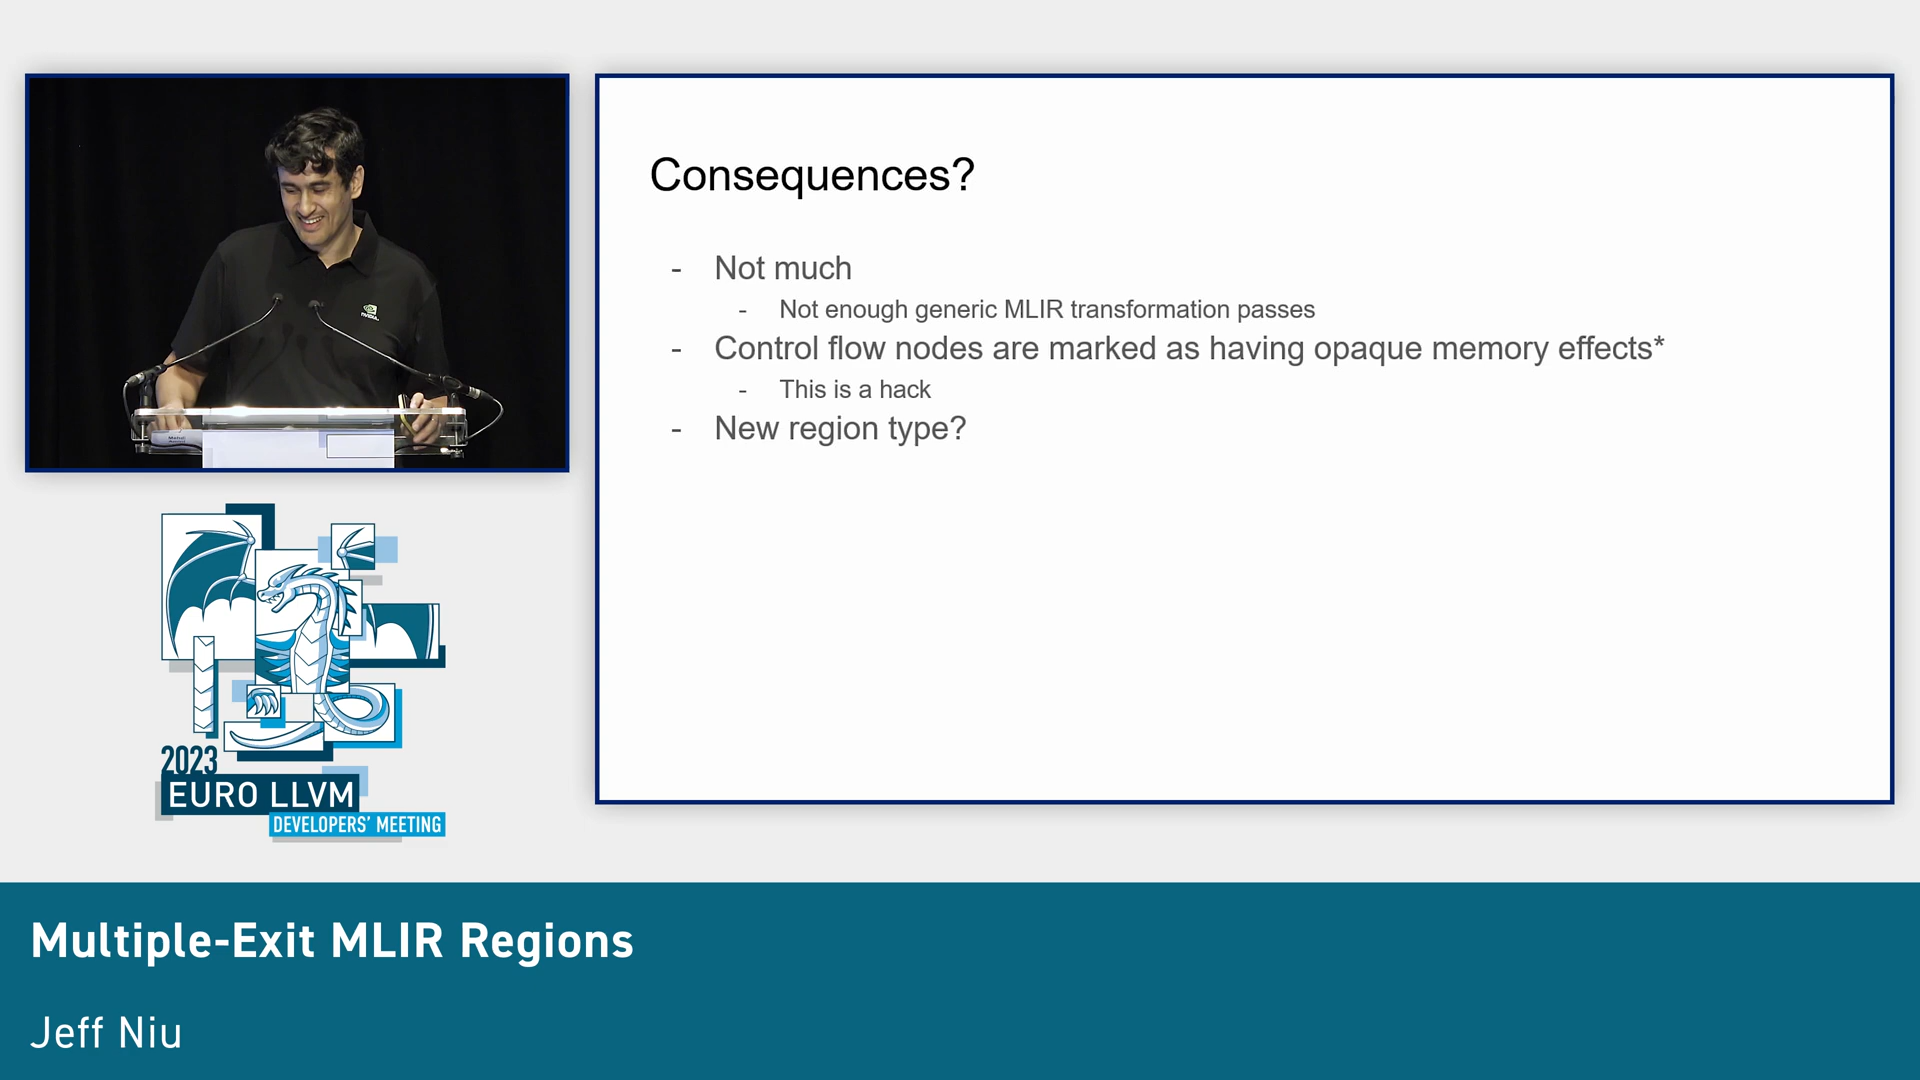 Consequences?
- Not much
- Not enough generic MLIR transformation passes
- Control flow nodes are marked as having opaque memory effects*
- This is a hack
- New region type?
NVIDIA.
2023
EURO LLVM
DEVELOPERS' MEETING
Multiple-Exit MLIR Regions
Jeff Niu